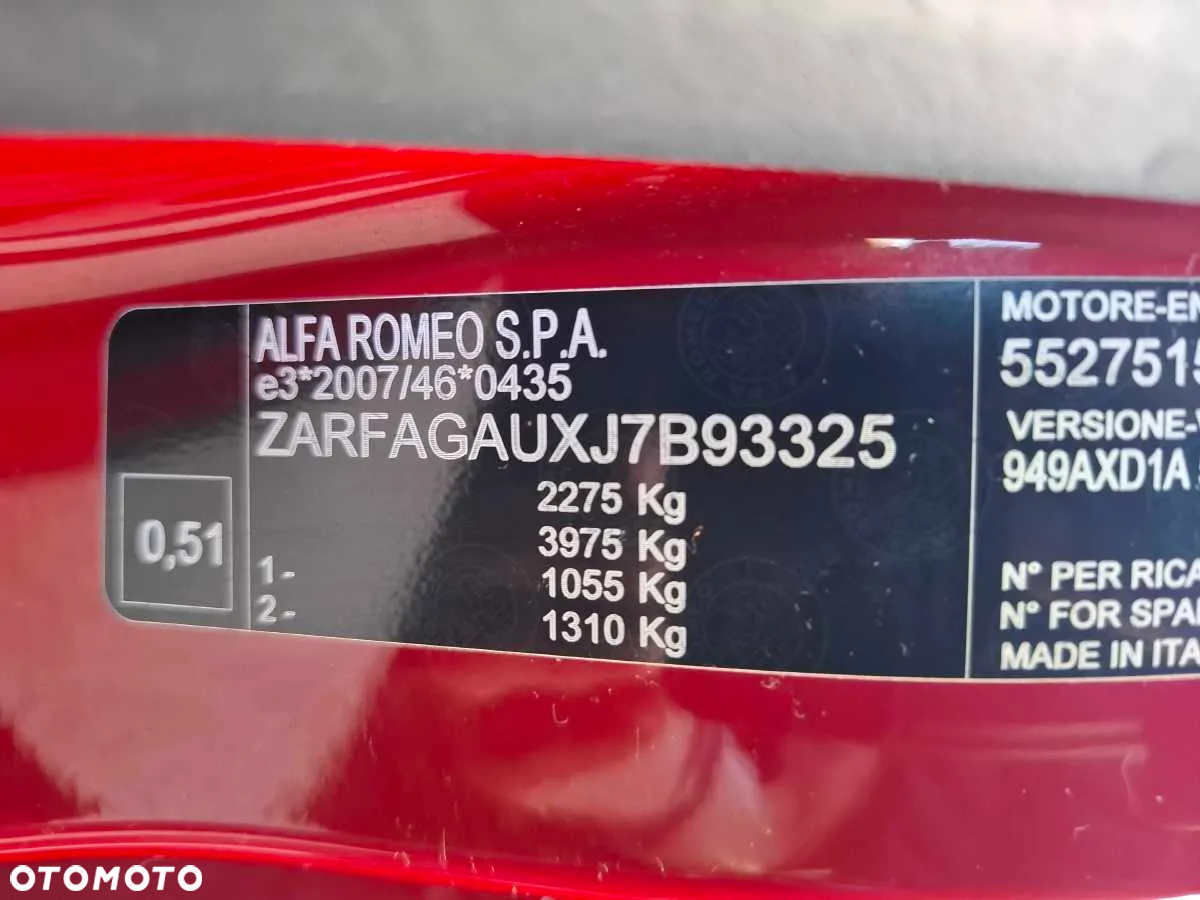 ALFA ROMEO S.P.A.
e3*2007/46*0435
ZARFAGAUXJ7B93325
2275 Kg
3975 Kg
1- 1055 Kg
2- 1310 Kg
0,51
MOTORE-EN
5527515
VERSIONE-V
949AXD1A
N° PER RICA
N° FOR SPA
MADE IN ITA
OTOMOTO